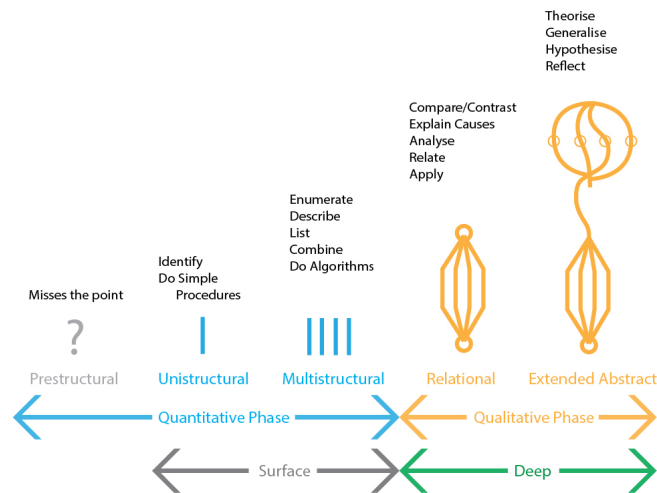 Theorise
Generalise
Hypothesise
Reflect
Compare/Contrast
Explain Causes
Analyse
Relate
Apply
Enumerate
Describe
List
Combine
Do Algorithms
Identify
Do Simple
Procedures
Misses the point
?
Prestructural
Unistructural
Multistructural
Relational
Extended Abstract
Quantitative Phase
Qualitative Phase
Surface
Deep